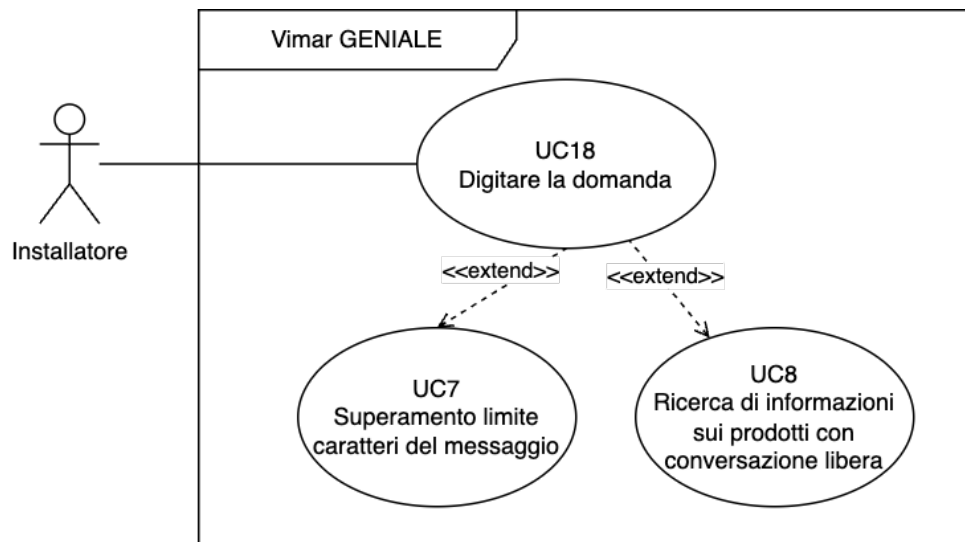 Vimar GENIALE
UC18
Digitare la domanda
Installatore
<<extend>>
<<extend>>
UC7
Superamento limite
caratteri del messaggio
UC8
Ricerca di informazioni
sui prodotti con
conversazione libera